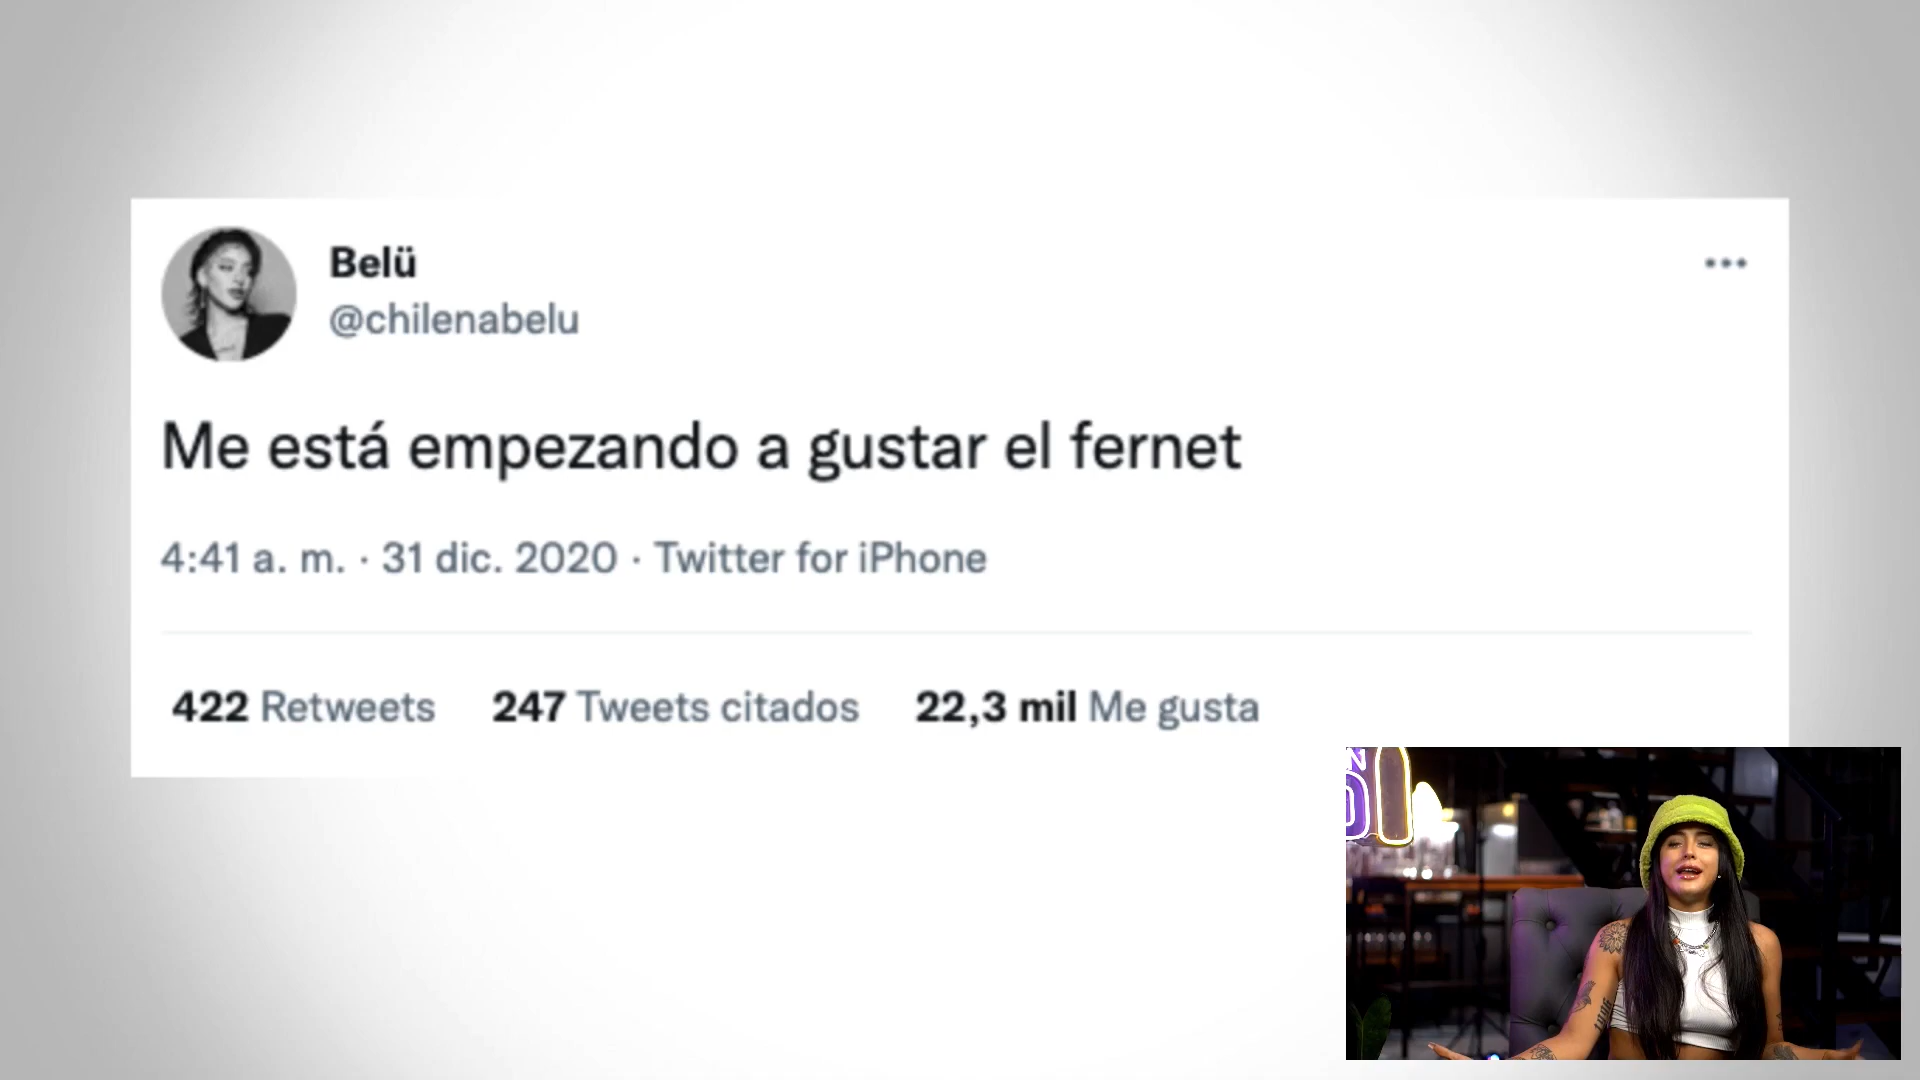 Belü
@chilenabelu
Me está empezando a gustar el fernet
4:41 a. m. · 31 dic. 2020 · Twitter for iPhone
422 Retweets 247 Tweets citados 22,3 mil Me gusta